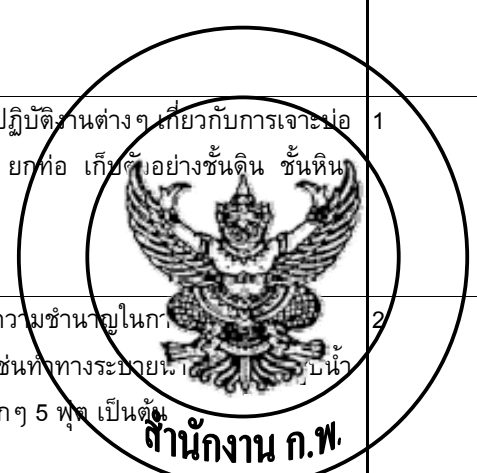 ปฏิบัติงานต่าง ๆ เกี่ยวกับการเจาะบ่อ 1
ยกท่อ เก็บตัวอย่างชั้นดิน ชั้นหิน
ความชำนาญในกา 2
ช่นทำทางระบายน้ำ
ๆ 5 ฟุต เป็นต้น
สำนักงาน ก.พ.